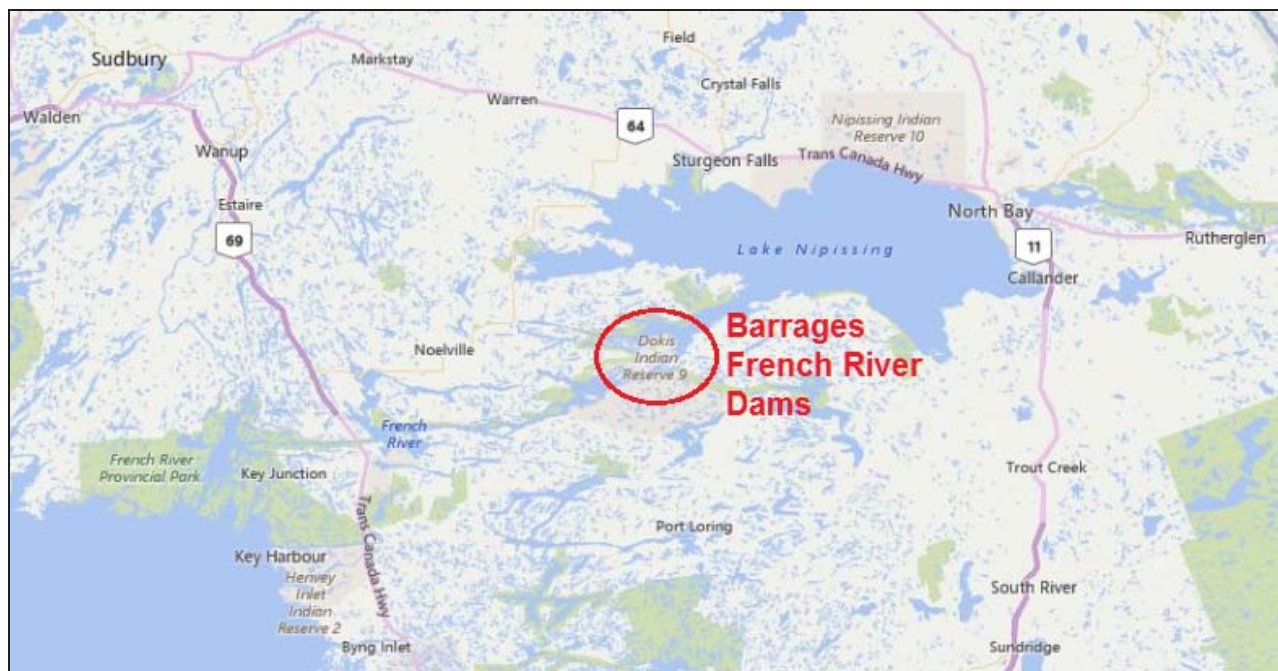 Field
Sudbury
Markstay
Crystal Falls
Warren
Walden
64
Nipissing Indian
Reserve 10
Wanup
Sturgeon Falls
Trans Canada Hwy
Estaire
North Bay
69
Lake Nipissing
11
Rutherglen
Callander
Barrages
French River
Dams
Dokis
Indian
Reserve 9
Noelville
French
River
French River
Provincial Park
Key Junction
Trout Creek
Trans Canada Hwy
Port Loring
Key Harbour
Henvey
Inlet
Indian
Reserve 2
South River
Byng Inlet
Sundridge